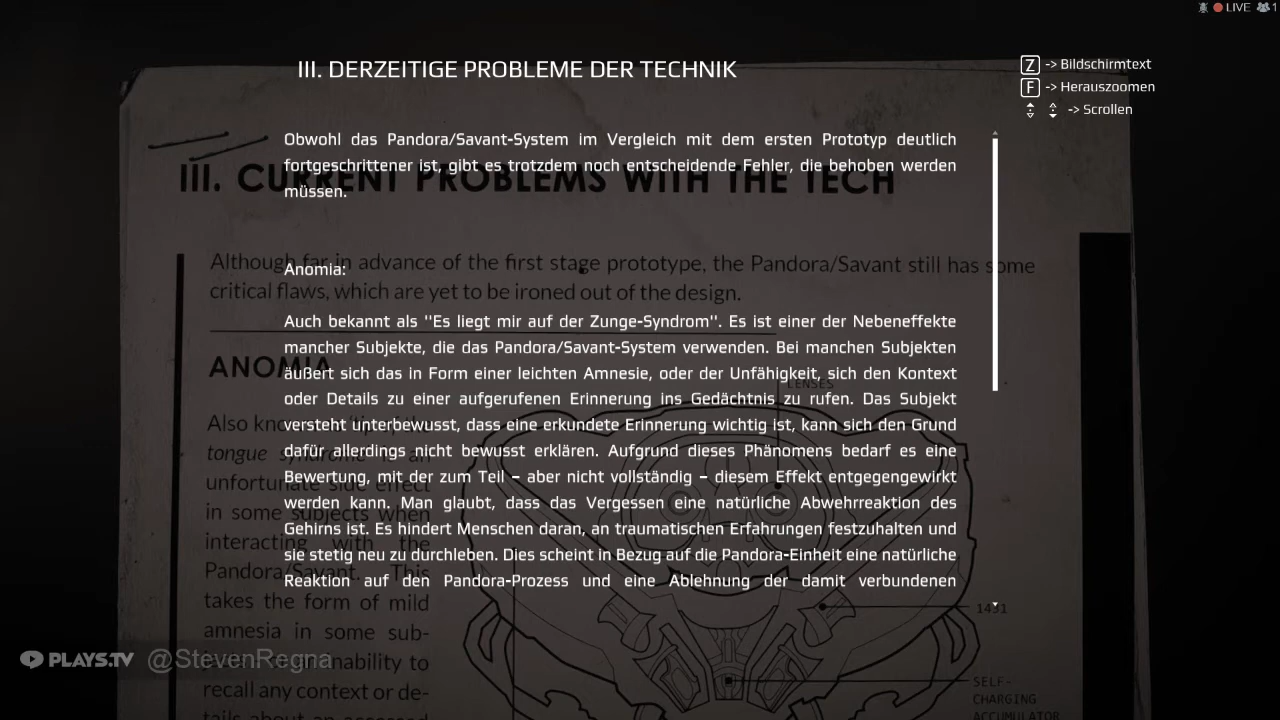 LIVE 1
III. DERZEITIGE PROBLEME DER TECHNIK
Z -> Bildschirmtext
F -> Herauszoomen
-> Scrollen
Obwohl das Pandora/Savant-System im Vergleich mit dem ersten Prototyp deutlich
fortgeschrittener ist, gibt es trotzdem noch entscheidende Fehler, die behoben werden
müssen.
III. CURRENT PROBLEMS WITH THE TECH
Although far in advance of the first stage prototype, the Pandora/Savant still has some
critical flaws, which are yet to be ironed out of the design.
Anomia:
Auch bekannt als "Es liegt mir auf der Zunge-Syndrom". Es ist einer der Nebeneffekte
mancher Subjekte, die das Pandora/Savant-System verwenden. Bei manchen Subjekten
äußert sich das in Form einer leichten Amnesie, oder der Unfähigkeit, sich den Kontext
oder Details zu einer aufgerufenen Erinnerung ins Gedächtnis zu rufen. Das Subjekt
versteht unterbewusst, dass eine erkundete Erinnerung wichtig ist, kann sich den Grund
dafür allerdings nicht bewusst erklären. Aufgrund dieses Phänomens bedarf es eine
Bewertung, mit der zum Teil – aber nicht vollständig – diesem Effekt entgegengewirkt
werden kann. Man glaubt, dass das Vergessen eine natürliche Abwehrreaktion des
Gehirns ist. Es hindert Menschen daran, an traumatischen Erfahrungen festzuhalten und
sie stetig neu zu durchleben. Dies scheint in Bezug auf die Pandora-Einheit eine natürliche
Reaktion auf den Pandora-Prozess und eine Ablehnung der damit verbundenen
ANOMIA
Also
tongue syndrome is an
unfortunate side effect
in some subjects when
interacting with the
Pandora/Savant. This
takes the form of mild
amnesia in some sub-
inability to
recall any context or de-
tails about an accessed
LENSES
1431
SELF-
CHARGING
ACCUMULATOR
PLAYS.TV @StevenRegna